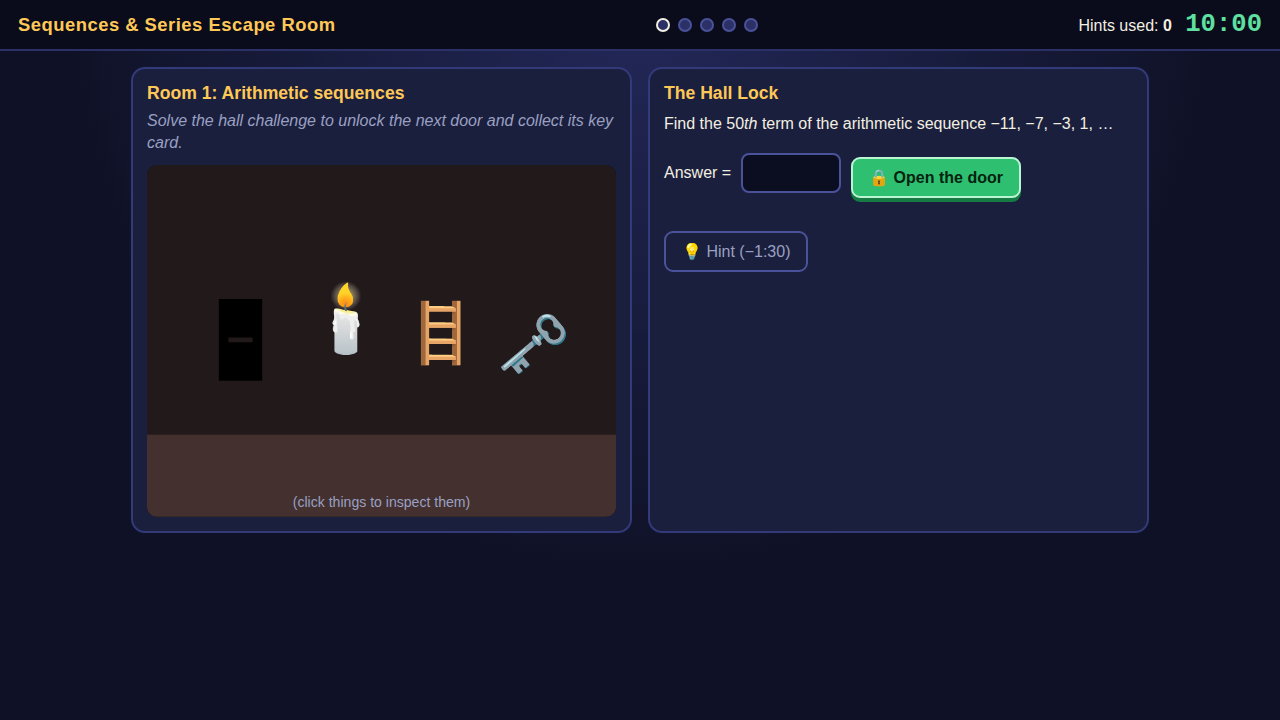 Sequences & Series Escape Room
Hints used: 0 10:00
Room 1: Arithmetic sequences
Solve the hall challenge to unlock the next door and collect its key
card.
(click things to inspect them)
The Hall Lock
Find the 50th term of the arithmetic sequence −11, −7, −3, 1, …
Answer =
🔒 Open the door
💡 Hint (−1:30)